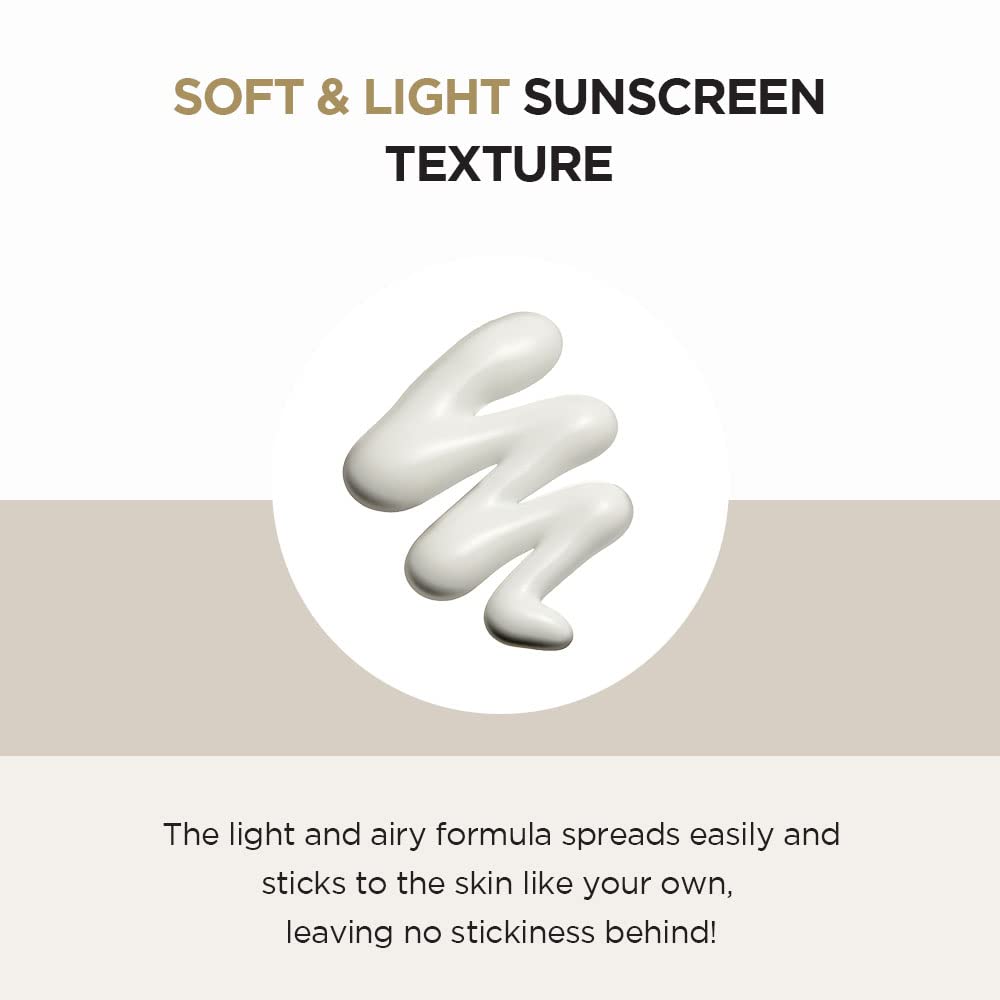 SOFT & LIGHT SUNSCREEN
TEXTURE
The light and airy formula spreads easily and
sticks to the skin like your own,
leaving no stickiness behind!